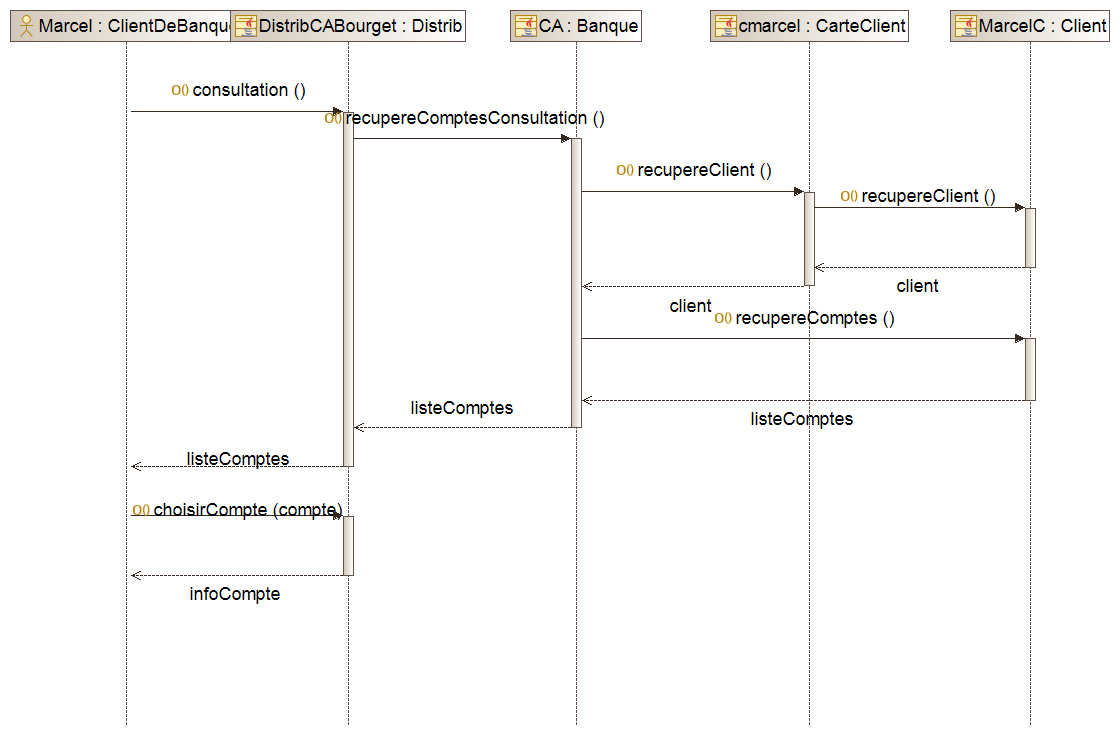 Marcel : ClientDeBanque
DistribCABourget : Distrib
CA : Banque
cmarcel : CarteClient
MarcelC : Client
consultation ()
recupereComptesConsultation ()
recupereClient ()
recupereClient ()
client
client
recupereComptes ()
listeComptes
listeComptes
listeComptes
choisirCompte (compte)
infoCompte